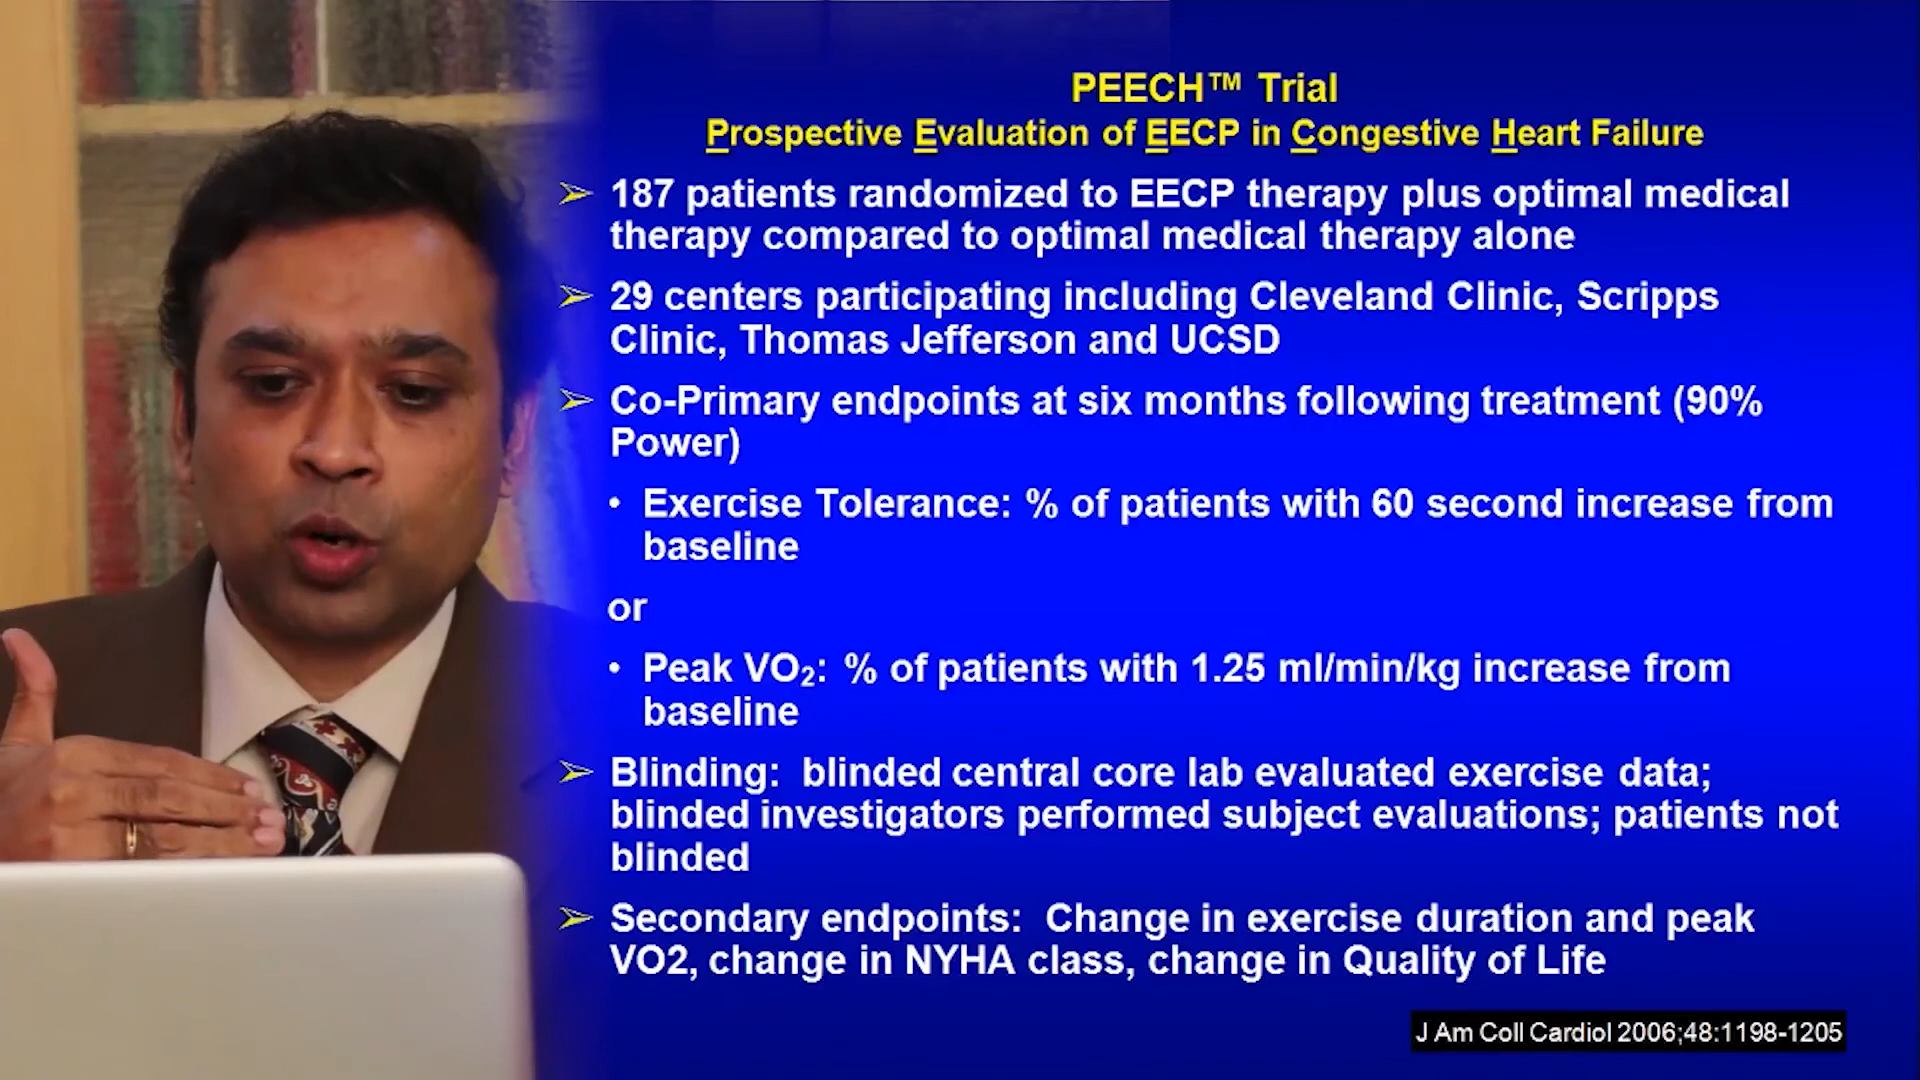 PEECH™ Trial
Prospective Evaluation of EECP in Congestive Heart Failure
➢ 187 patients randomized to EECP therapy plus optimal medical
therapy compared to optimal medical therapy alone
➢ 29 centers participating including Cleveland Clinic, Scripps
Clinic, Thomas Jefferson and UCSD
➢ Co-Primary endpoints at six months following treatment (90%
Power)
• Exercise Tolerance: % of patients with 60 second increase from
baseline
or
• Peak VO₂: % of patients with 1.25 ml/min/kg increase from
baseline
➢ Blinding: blinded central core lab evaluated exercise data;
blinded investigators performed subject evaluations; patients not
blinded
➢ Secondary endpoints: Change in exercise duration and peak
VO2, change in NYHA class, change in Quality of Life
J Am Coll Cardiol 2006;48:1198-1205